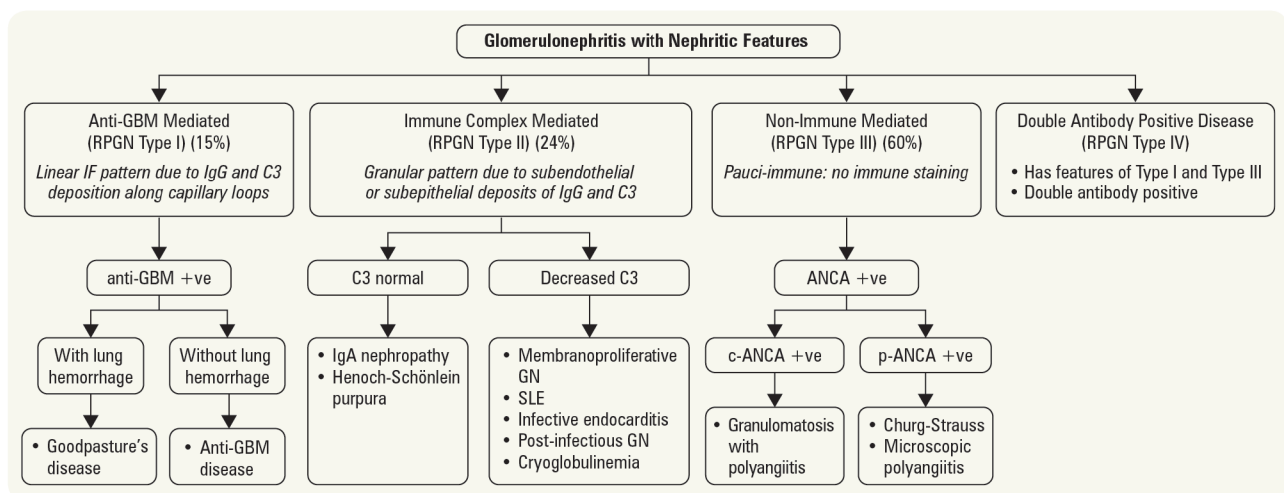 Glomerulonephritis with Nephritic Features
Anti-GBM Mediated
(RPGN Type I) (15%)
Linear IF pattern due to IgG and C3
deposition along capillary loops
Immune Complex Mediated
(RPGN Type II) (24%)
Granular pattern due to subendothelial
or subepithelial deposits of IgG and C3
Non-Immune Mediated
(RPGN Type III) (60%)
Pauci-immune: no immune staining
Double Antibody Positive Disease
(RPGN Type IV)
• Has features of Type I and Type III
• Double antibody positive
anti-GBM +ve
C3 normal
Decreased C3
ANCA +ve
With lung
hemorrhage
Without lung
hemorrhage
• IgA nephropathy
• Henoch-Schönlein
purpura
• Membranoproliferative
GN
• SLE
• Infective endocarditis
• Post-infectious GN
• Cryoglobulinemia
c-ANCA +ve
p-ANCA +ve
• Goodpasture's
disease
• Anti-GBM
disease
• Granulomatosis
with
polyangiitis
• Churg-Strauss
• Microscopic
polyangiitis